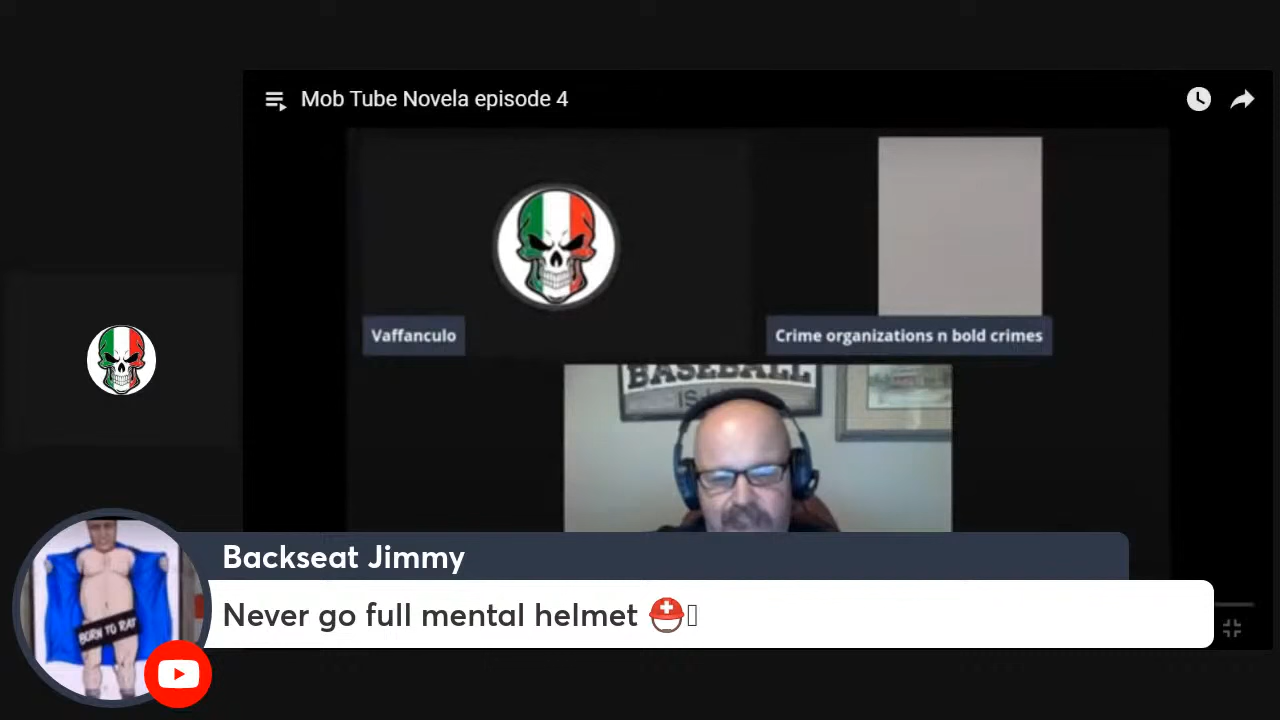 Mob Tube Novela episode 4
Vaffanculo
Crime organizations n bold crimes
BASEBALL
Backseat Jimmy
Never go full mental helmet ⛑️
BORN TO RAT